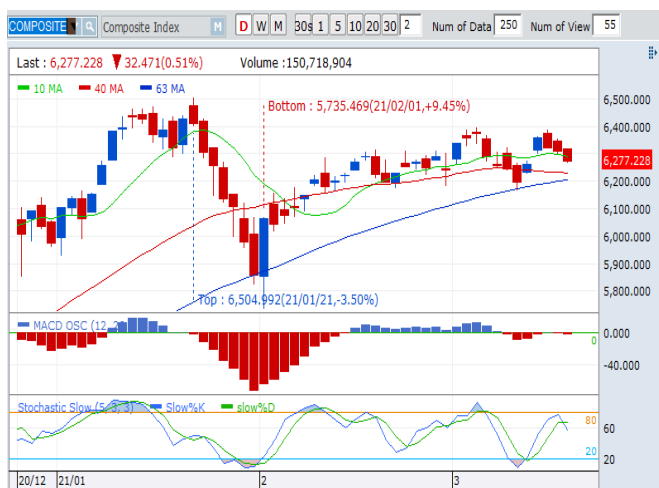 COMPOSITE Composite Index M D W M 30s 1 5 10 20 30 2 Num of Data 250 Num of View 55
Last : 6,277.228 ▼ 32.471(0.51%) Volume :150,718,904
10 MA 40 MA 63 MA
Bottom : 5,735.469(21/02/01,+9.45%)
6,500.000
6,400.000
6,277.228
6,200.000
6,100.000
6,000.000
5,900.000
5,800.000
Top : 6,504.992(21/01/21,-3.50%)
MACD OSC (12, 2
0.000
0
-40.000
Stochastic Slow (5, 3, 3) Slow%K slow%D
80
60
20
20
20/12 21/01 2 3